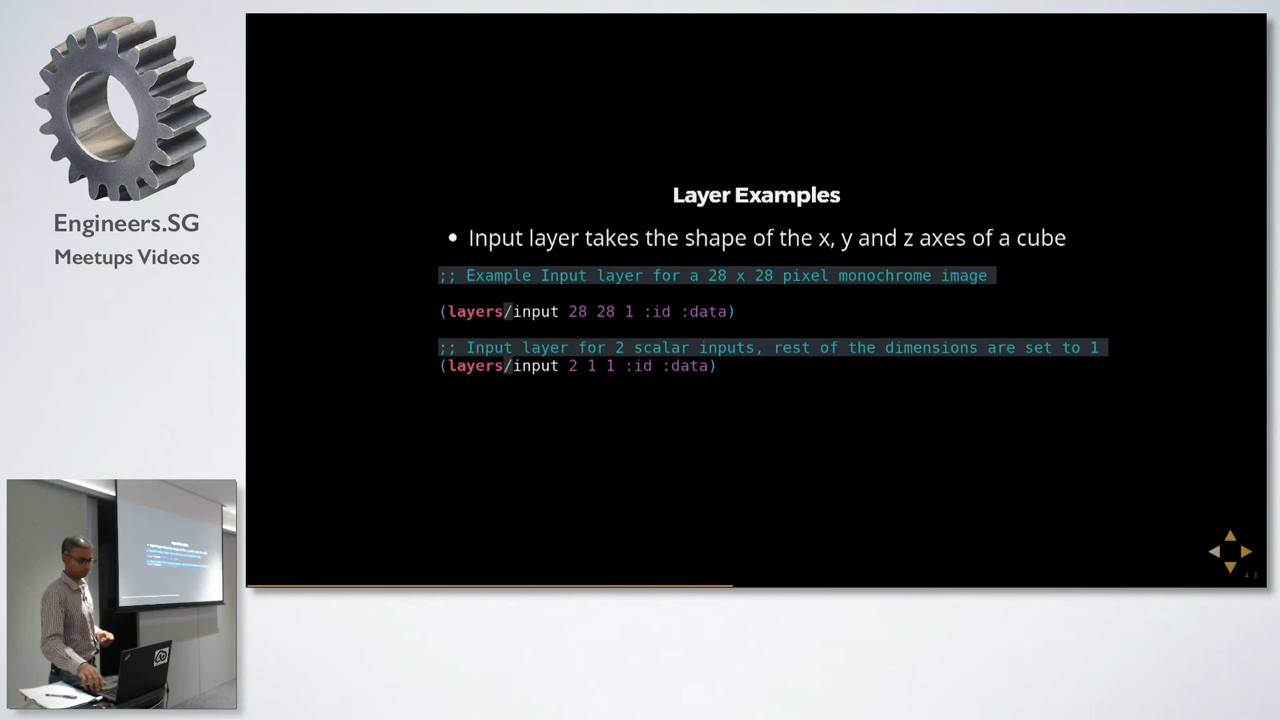 Engineers.SG
Meetups Videos
Layer Examples
• Input layer takes the shape of the x, y and z axes of a cube
;; Example Input layer for a 28 x 28 pixel monochrome image
(layers/input 28 28 1 :id :data)
;; Input layer for 2 scalar inputs, rest of the dimensions are set to 1
(layers/input 2 1 1 :id :data)
43